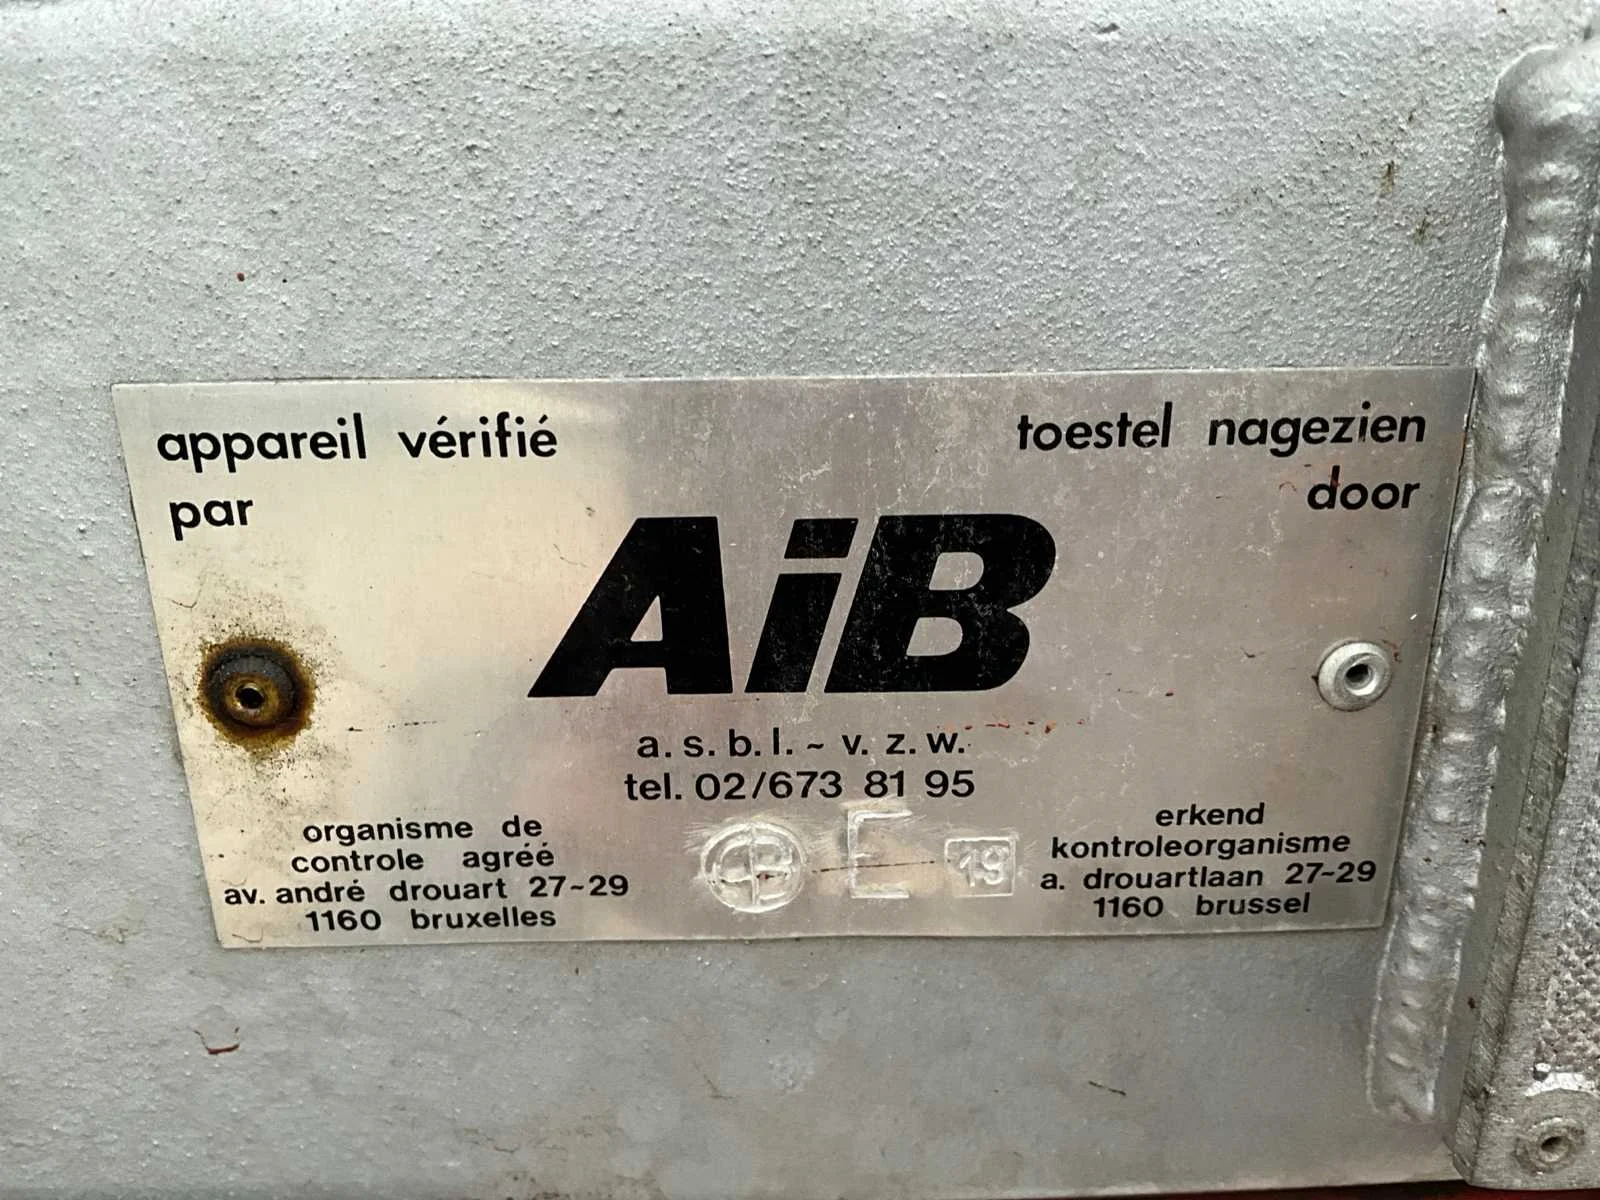 appareil vérifié
par
toestel nagezien
door
AiB
a. s. b. l. ~ v. z. w.
tel. 02/673 81 95
organisme de
controle agréé
av. andré drouart 27~29
1160 bruxelles
E 19
erkend
kontroleorganisme
a. drouartlaan 27~29
1160 brussel